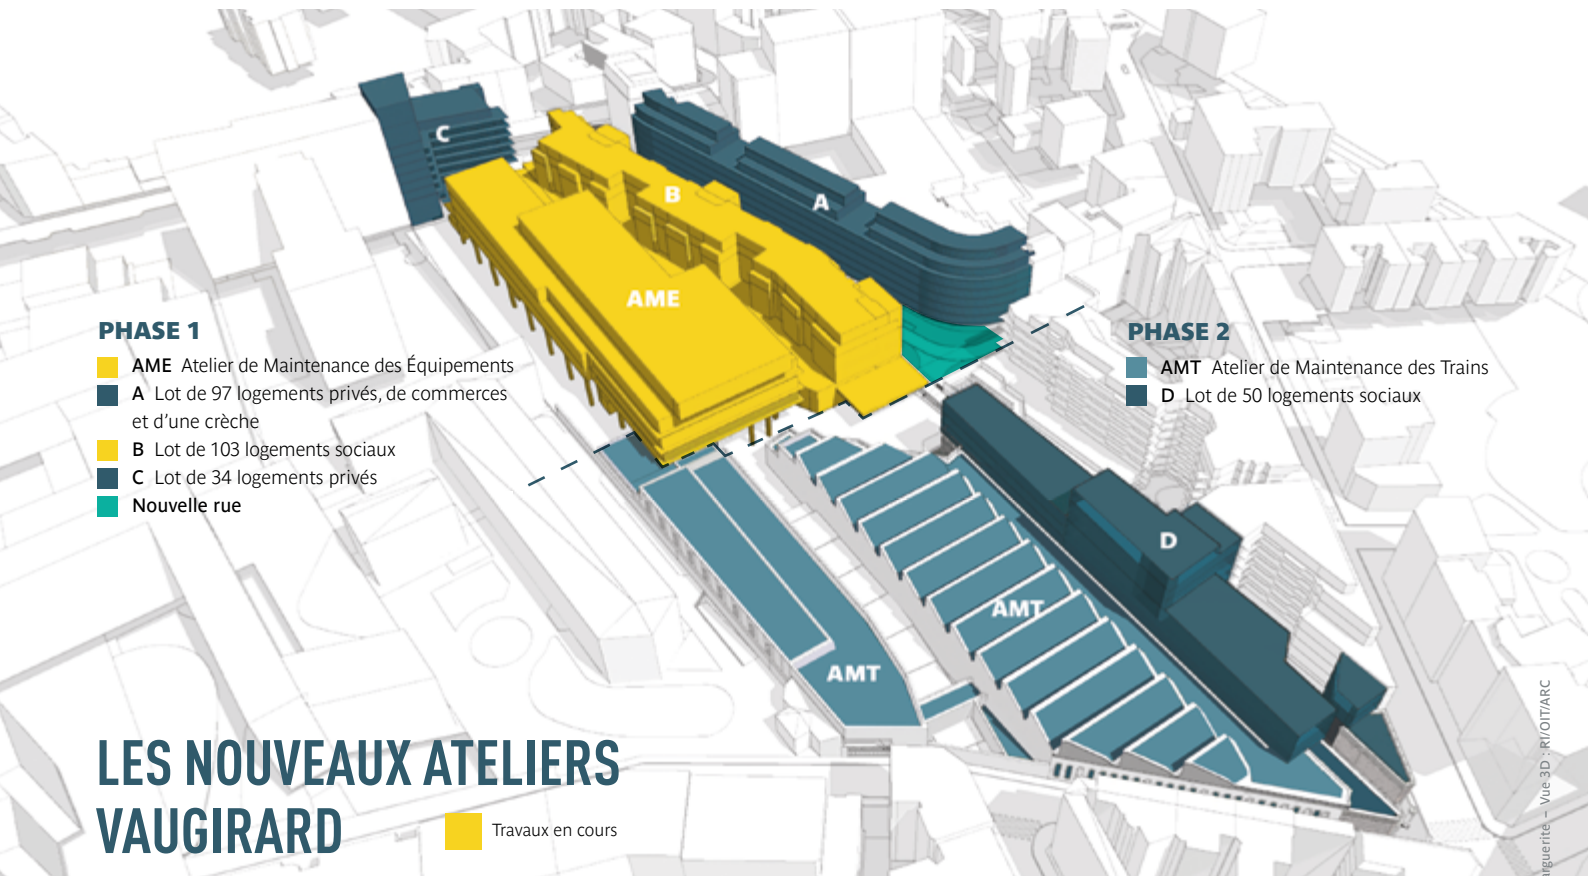 C
B
A
AME
PHASE 1
AME Atelier de Maintenance des Équipements
A Lot de 97 logements privés, de commerces
et d'une crèche
B Lot de 103 logements sociaux
C Lot de 34 logements privés
Nouvelle rue
PHASE 2
AMT Atelier de Maintenance des Trains
D Lot de 50 logements sociaux
D
AMT
AMT
LES NOUVEAUX ATELIERS
VAUGIRARD
Travaux en cours
– Vue 3D : RI/OIT/ARC